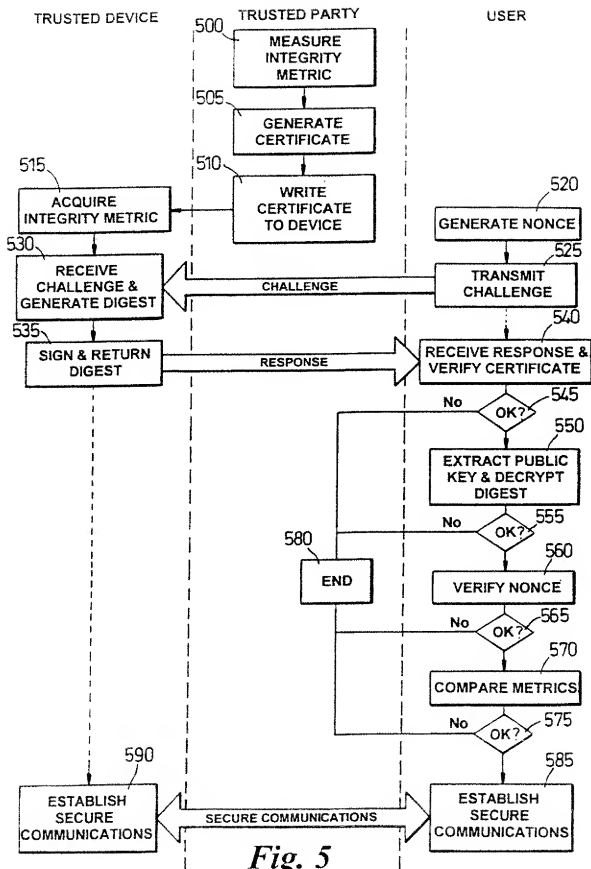 TRUSTED DEVICE
TRUSTED PARTY
USER
500
MEASURE
INTEGRITY
METRIC
505
GENERATE
CERTIFICATE
510
WRITE
CERTIFICATE
TO DEVICE
515
ACQUIRE
INTEGRITY METRIC
520
GENERATE NONCE
530
RECEIVE
CHALLENGE &
GENERATE DIGEST
CHALLENGE
525
TRANSMIT
CHALLENGE
535
SIGN & RETURN
DIGEST
RESPONSE
540
RECEIVE RESPONSE &
VERIFY CERTIFICATE
No
OK?
545
550
EXTRACT PUBLIC
KEY & DECRYPT
DIGEST
No
OK?
555
580
END
560
VERIFY NONCE
No
OK?
565
570
COMPARE METRICS
No
OK?
575
590
ESTABLISH
SECURE
COMMUNICATIONS
SECURE COMMUNICATIONS
585
ESTABLISH
SECURE
COMMUNICATIONS
Fig. 5